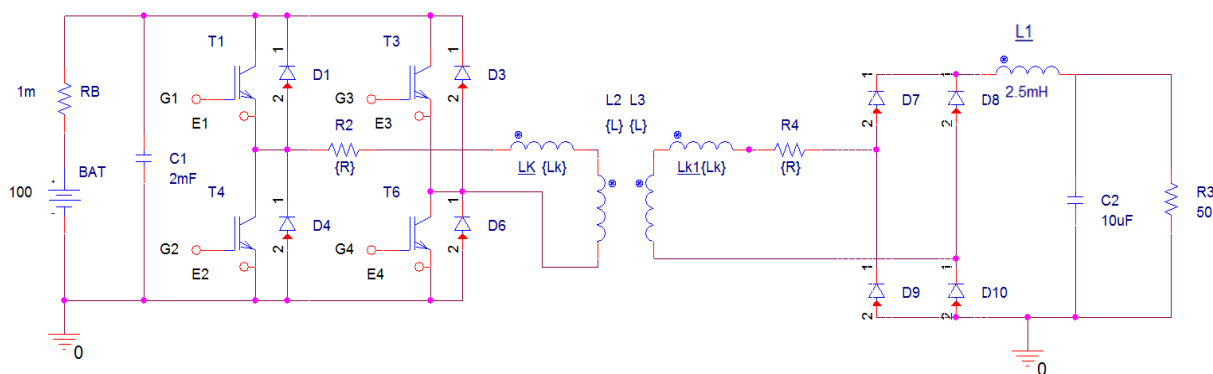 L1
T1
T3
1
1
1
1
D1
D3
D7
D8
2.5mH
1m
RB
G1
2
G3
2
L2 L3
{L} {L}
2
2
E1
R2
E3
R4
C1
2mF
{R}
LK {Lk}
Lk1{Lk}
{R}
BAT
T4
T6
C2
10uF
R3
50
100
1
1
D4
D6
G2
2
G4
2
E2
E4
1
1
D9
D10
2
2
0
0